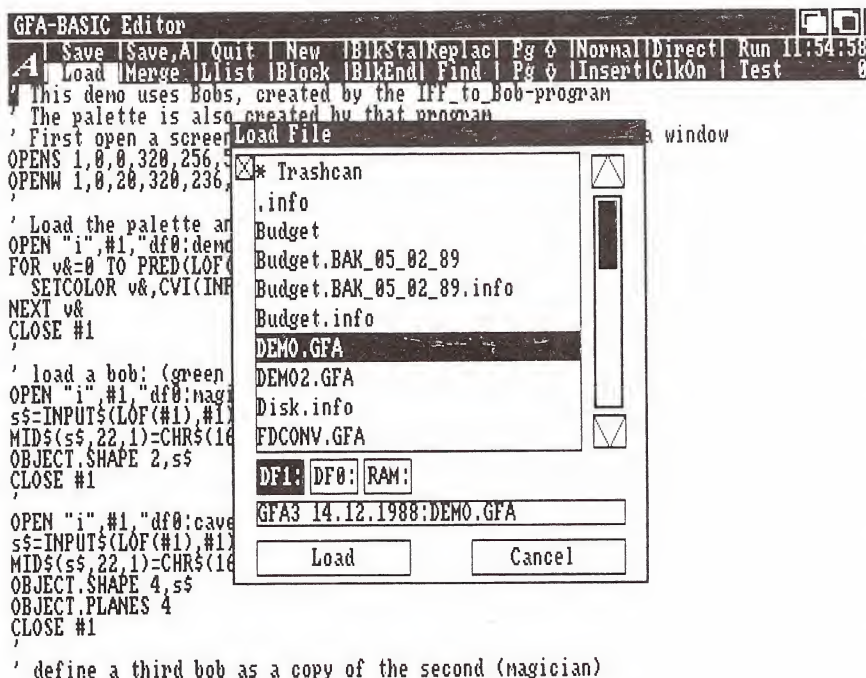 GFA-BASIC Editor
A Save |Save,A| Quit | New |BlkSta|Replac| Pg ◊ |Normal|Direct| Run 11:54:58
Load |Merge |Llist |Block |BlkEnd| Find | Pg ◊ |Insert|ClkOn | Test 0
' This demo uses Bobs, created by the IFF_to_Bob-program
' The palette is also created by that program
' First open a screen
a window
OPENS 1,0,0,320,256,5
OPENW 1,0,20,320,236,
'
' Load the palette an
OPEN "i",#1,"df0:demo
FOR v&=0 TO PRED(LOF(
SETCOLOR v&,CVI(INP
NEXT v&
CLOSE #1
'
' load a bob: (green
OPEN "i",#1,"df0:magi
s$=INPUT$(LOF(#1),#1)
MID$(s$,22,1)=CHR$(16
OBJECT.SHAPE 2,s$
CLOSE #1
'
OPEN "i",#1,"df0:cave
s$=INPUT$(LOF(#1),#1)
MID$(s$,22,1)=CHR$(16
OBJECT.SHAPE 4,s$
OBJECT.PLANES 4
CLOSE #1
'
' define a third bob as a copy of the second (magician)
Load File
* Trashcan
.info
Budget
Budget.BAK_05_02_89
Budget.BAK_05_02_89.info
Budget.info
DEMO.GFA
DEMO2.GFA
Disk.info
FDCONV.GFA
DF1: DF0: RAM:
GFA3 14.12.1988:DEMO.GFA
Load Cancel